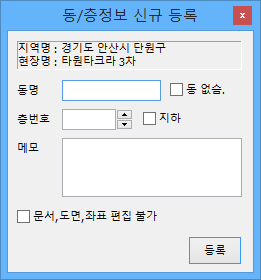 동/층정보 신규 등록
x
지역명 : 경기도 안산시 단원구
현장명 : 타원타크라 3차
동명
동 없슴.
층번호
지하
메모
문서,도면,좌표 편집 불가
등록